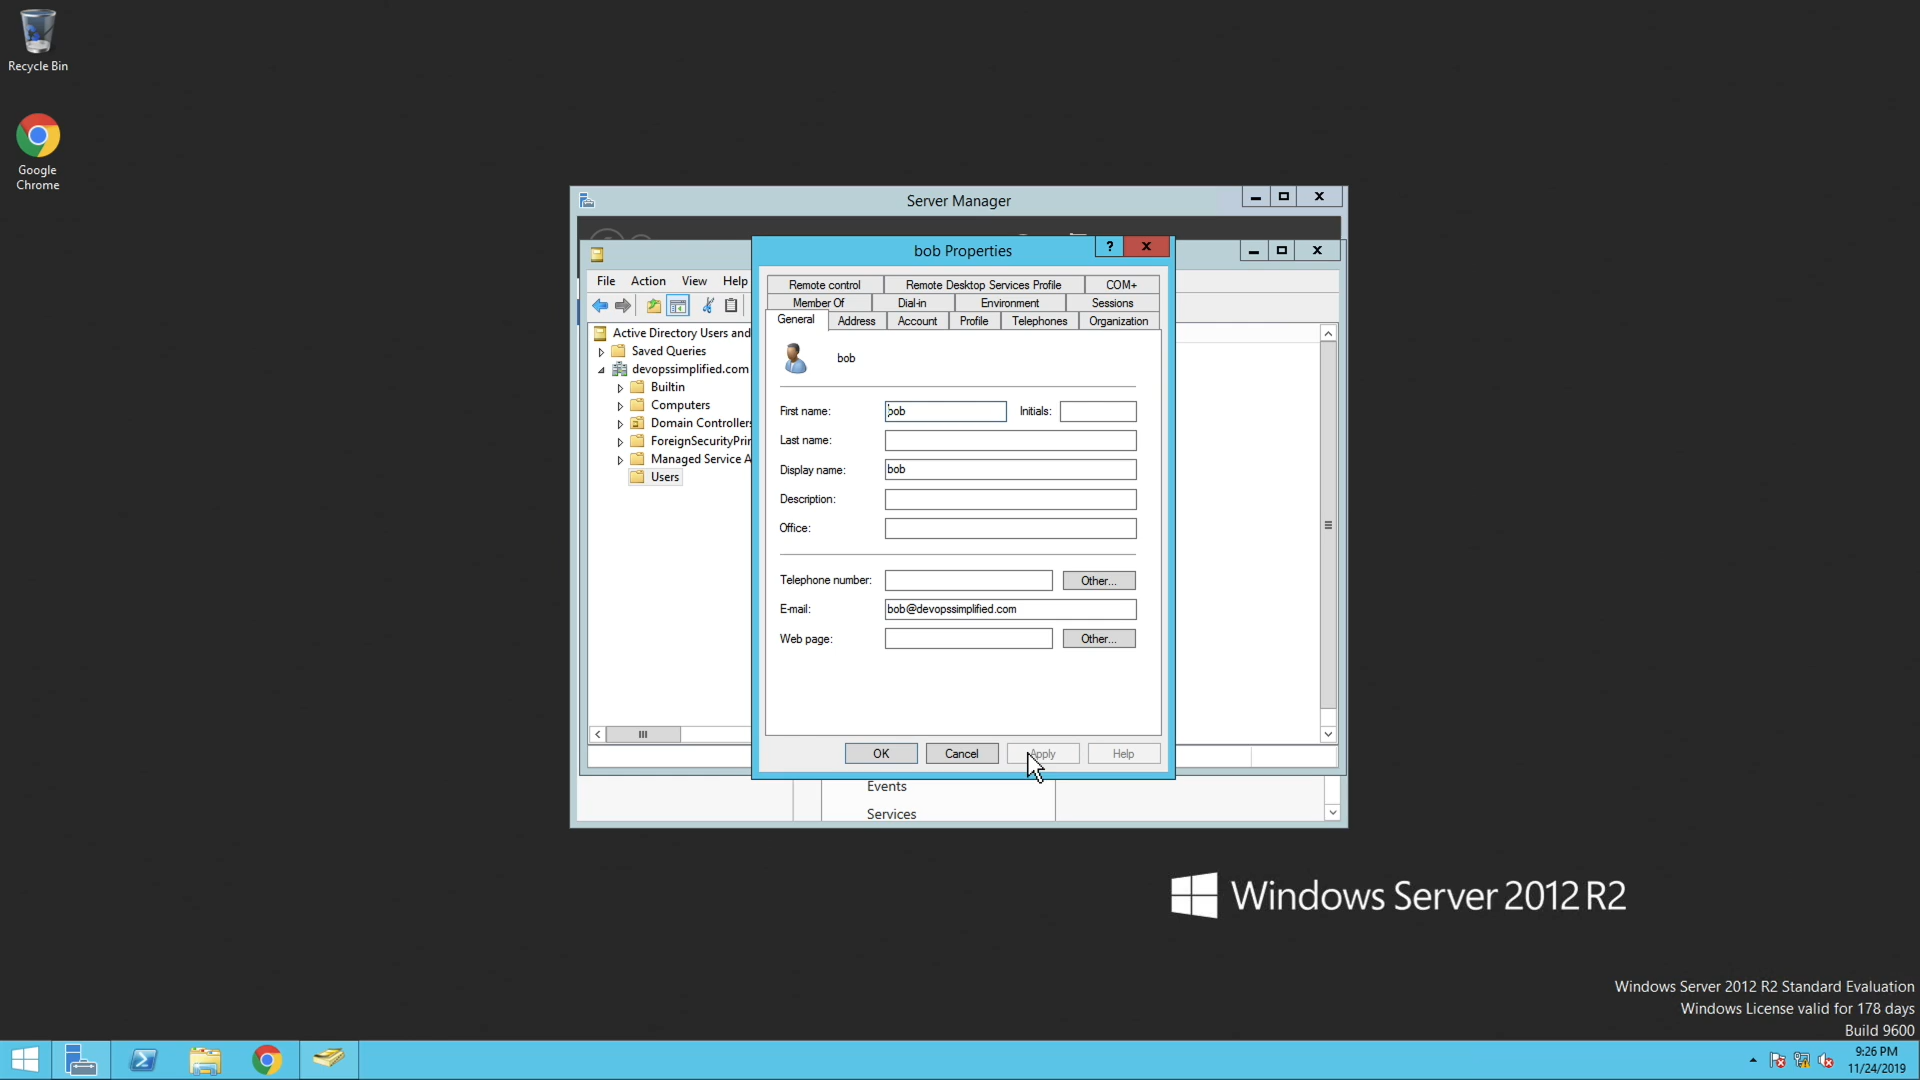 Recycle Bin
Google
Chrome
Server Manager
bob Properties
?
File Action View Help
Active Directory Users and
Saved Queries
devopssimplified.com
Builtin
Computers
Domain Controllers
ForeignSecurityPrin
Managed Service A
Users
Remote control Remote Desktop Services Profile COM+
Member Of Dial-in Environment Sessions
General Address Account Profile Telephones Organization
bob
First name: bob Initials:
Last name:
Display name: bob
Description:
Office:
Telephone number: Other...
E-mail: bob@devopssimplified.com
Web page: Other...
OK Cancel Apply Help
Events
Services
Windows Server 2012 R2
Windows Server 2012 R2 Standard Evaluation
Windows License valid for 178 days
Build 9600
9:26 PM
11/24/2019